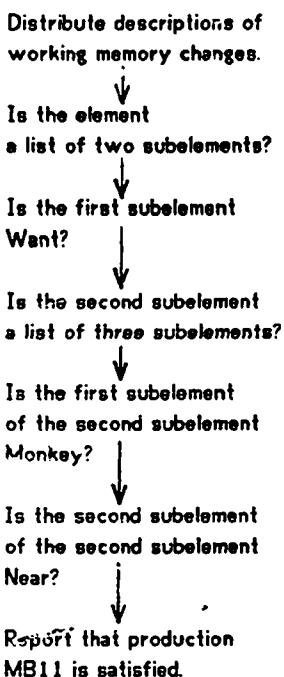 Distribute descriptions of
working memory changes.
Is the element
a list of two subelements?
Is the first subelement
Want?
Is the second subelement
a list of three subelements?
Is the first subelement
of the second subelement
Monkey?
Is the second subelement
of the second subelement
Near?
Report that production
MB11 is satisfied.